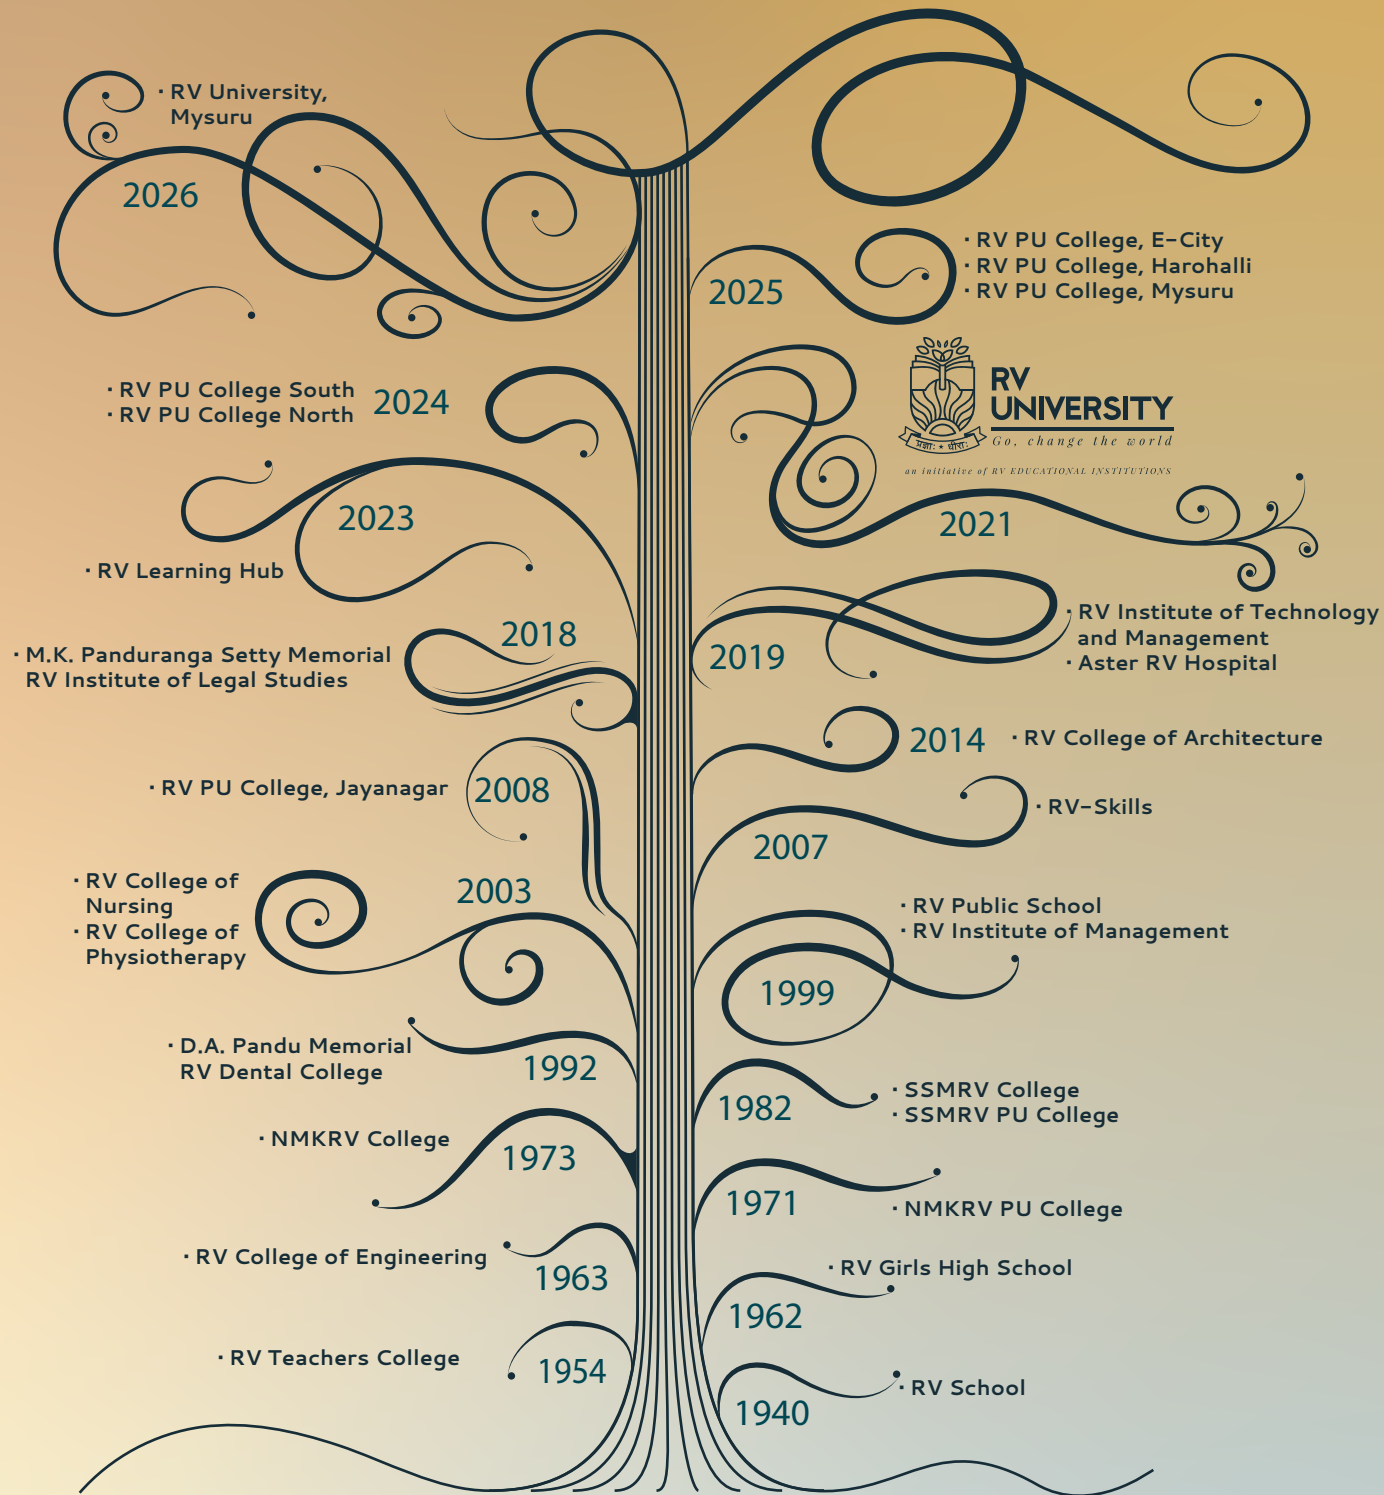 · RV University,
Mysuru
2026
2025
· RV PU College, E-City
· RV PU College, Harohalli
· RV PU College, Mysuru
· RV PU College South
· RV PU College North
2024
RV
UNIVERSITY
Go, change the world
an initiative of RV EDUCATIONAL INSTITUTIONS
2023
· RV Learning Hub
2021
2018
· M.K. Panduranga Setty Memorial
RV Institute of Legal Studies
2019
· RV Institute of Technology
and Management
· Aster RV Hospital
2014
· RV College of Architecture
2008
· RV PU College, Jayanagar
2007
· RV-Skills
2003
· RV College of
Nursing
· RV College of
Physiotherapy
· RV Public School
· RV Institute of Management
1999
· D.A. Pandu Memorial
RV Dental College
1992
1982
· SSMRV College
· SSMRV PU College
· NMKRV College
1973
1971
· NMKRV PU College
· RV College of Engineering
1963
· RV Girls High School
1962
· RV Teachers College
1954
1940
· RV School